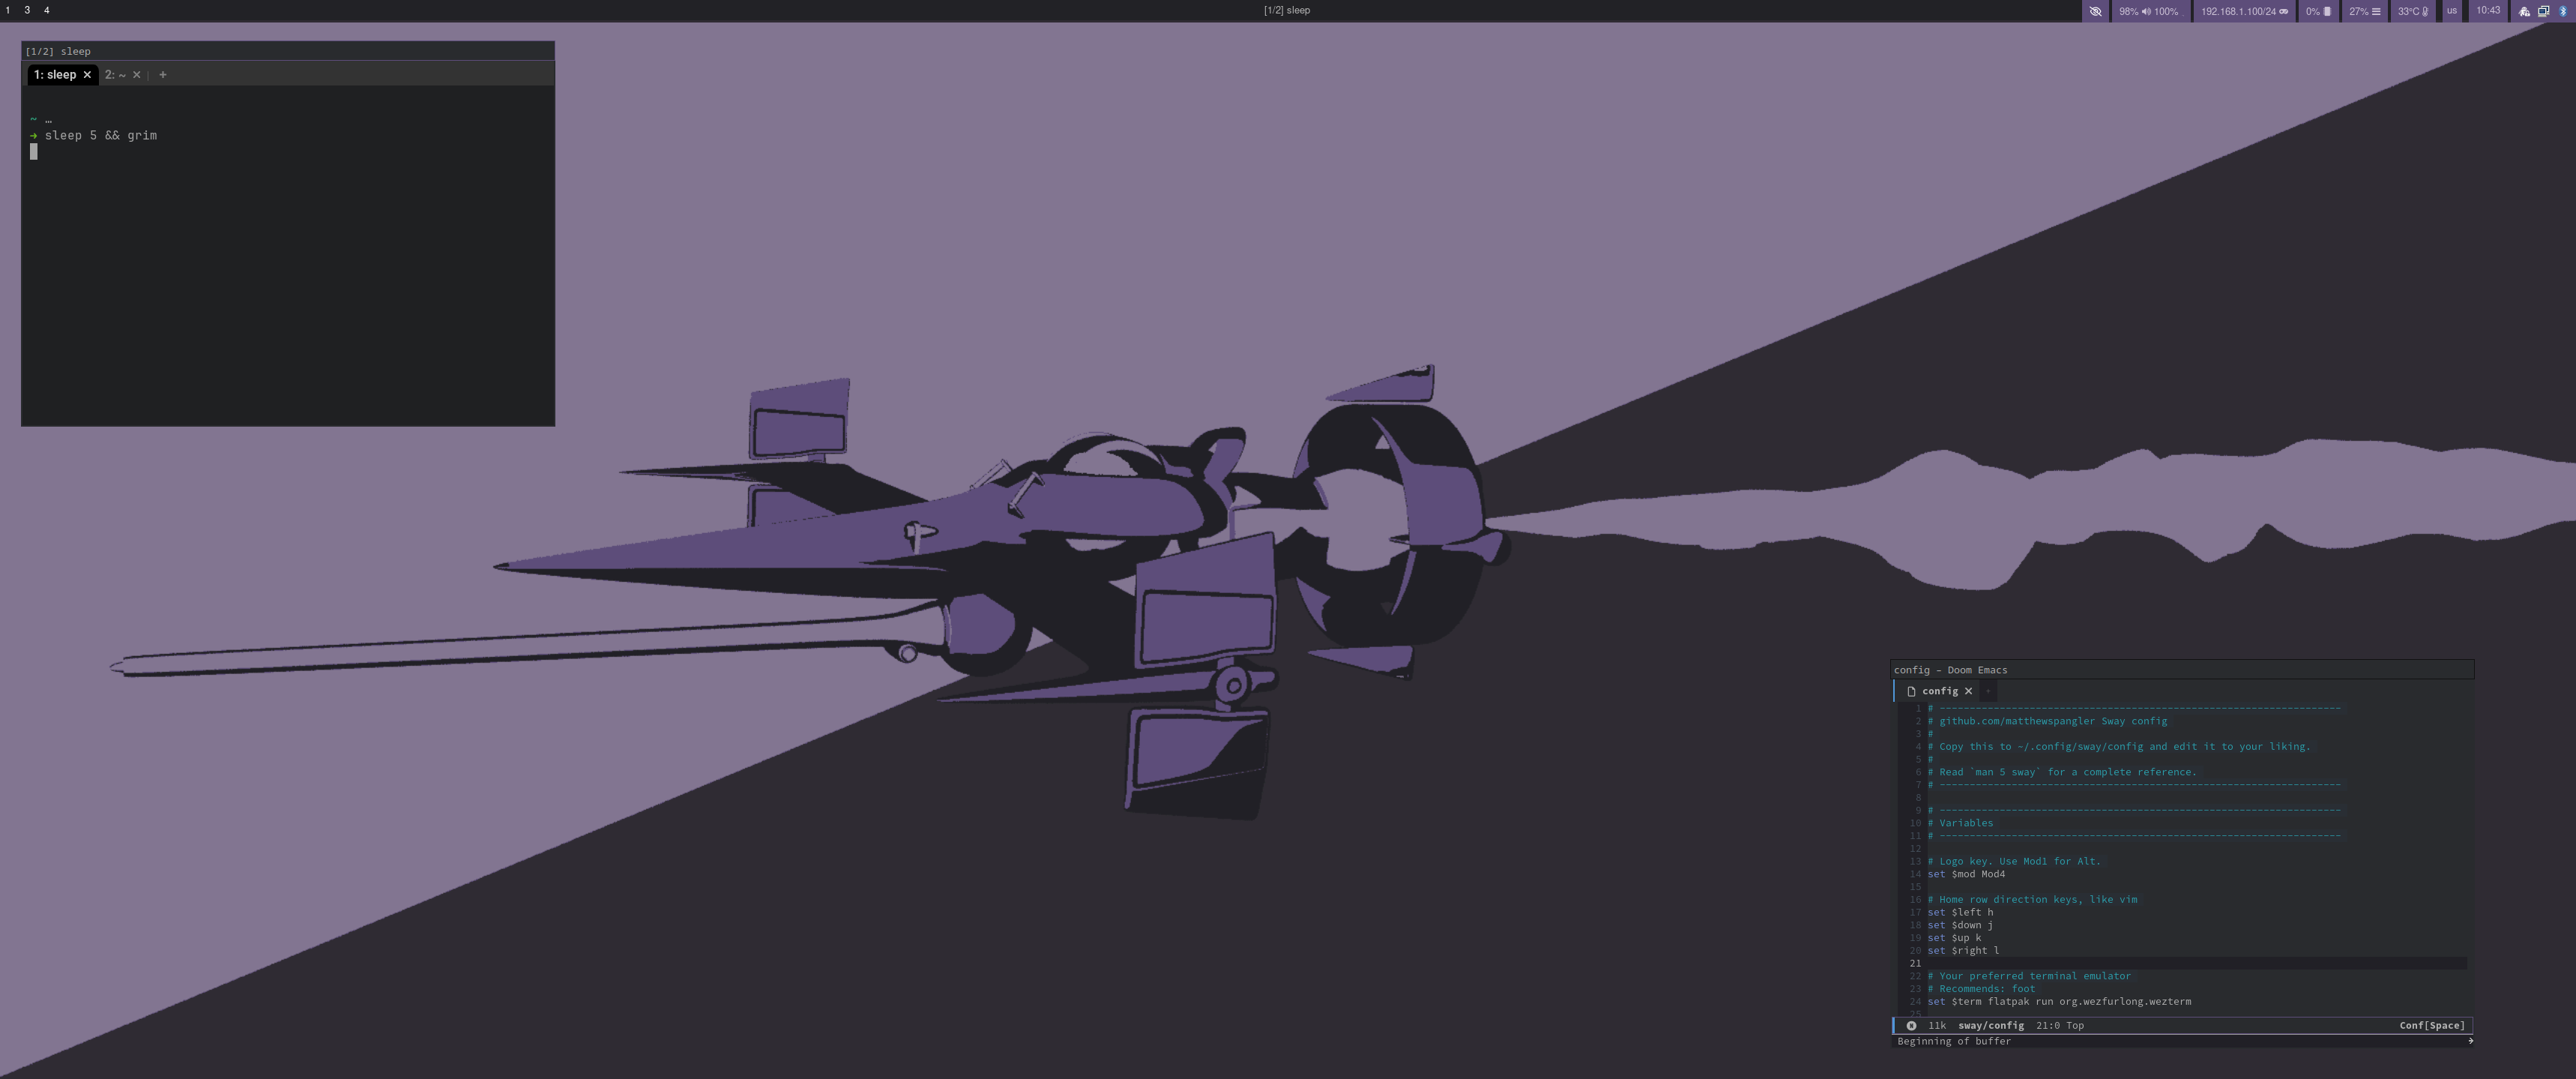 1 3 4
[1/2] sleep
98% 100% 192.168.1.100/24 0% 27% 33°C us 10:43
[1/2] sleep
1: sleep × 2: ~ × +
~ …
➜ sleep 5 && grim
config – Doom Emacs
config ×
1 # -------------------------------------------------------------------
2 # github.com/matthewspangler Sway config
3 #
4 # Copy this to ~/.config/sway/config and edit it to your liking.
5 #
6 # Read `man 5 sway` for a complete reference.
7 # -------------------------------------------------------------------
8
9 # -------------------------------------------------------------------
10 # Variables
11 # -------------------------------------------------------------------
12
13 # Logo key. Use Mod1 for Alt.
14 set $mod Mod4
15
16 # Home row direction keys, like vim
17 set $left h
18 set $down j
19 set $up k
20 set $right l
21
22 # Your preferred terminal emulator
23 # Recommends: foot
24 set $term flatpak run org.wezfurlong.wezterm
25
11k sway/config 21:0 Top Conf[Space]
Beginning of buffer